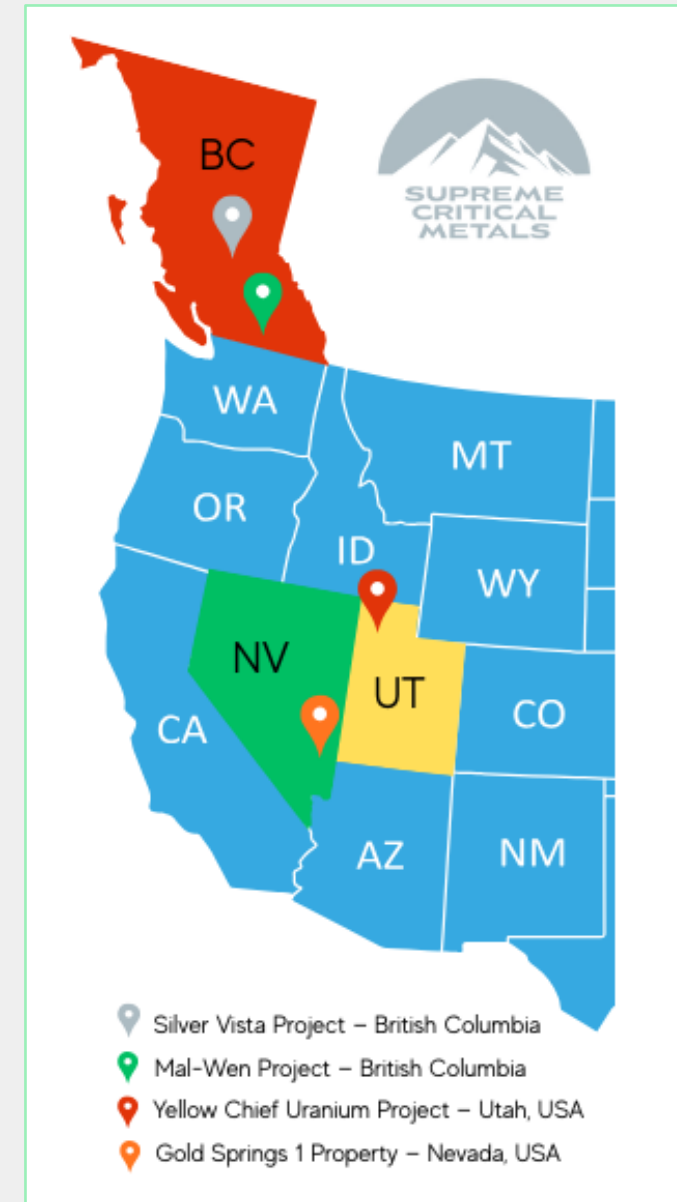 BC
SUPREME
CRITICAL
METALS
WA
MT
OR
ID
WY
NV
UT
CA
CO
AZ
NM
Silver Vista Project – British Columbia
Mal-Wen Project – British Columbia
Yellow Chief Uranium Project – Utah, USA
Gold Springs 1 Property – Nevada, USA